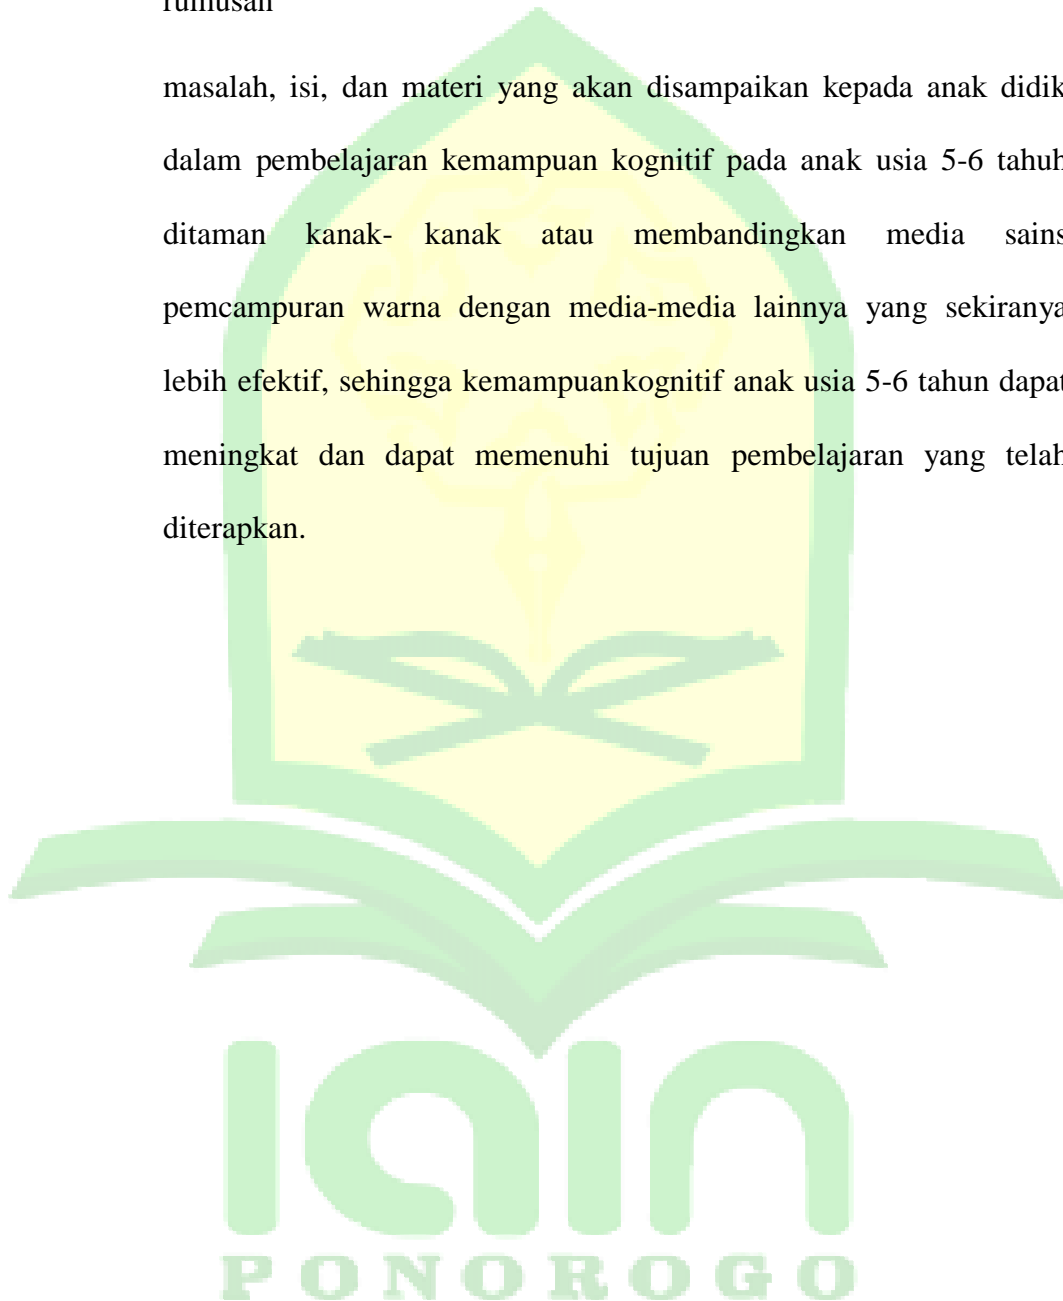 rumusan
masalah, isi, dan materi yang akan disampaikan kepada anak didik
dalam pembelajaran kemampuan kognitif pada anak usia 5-6 tahuh
ditaman kanak- kanak atau membandingkan media sains
pemcampuran warna dengan media-media lainnya yang sekiranya
lebih efektif, sehingga kemampuankognitif anak usia 5-6 tahun dapat
meningkat dan dapat memenuhi tujuan pembelajaran yang telah
diterapkan.
IAIN
PONOROGO